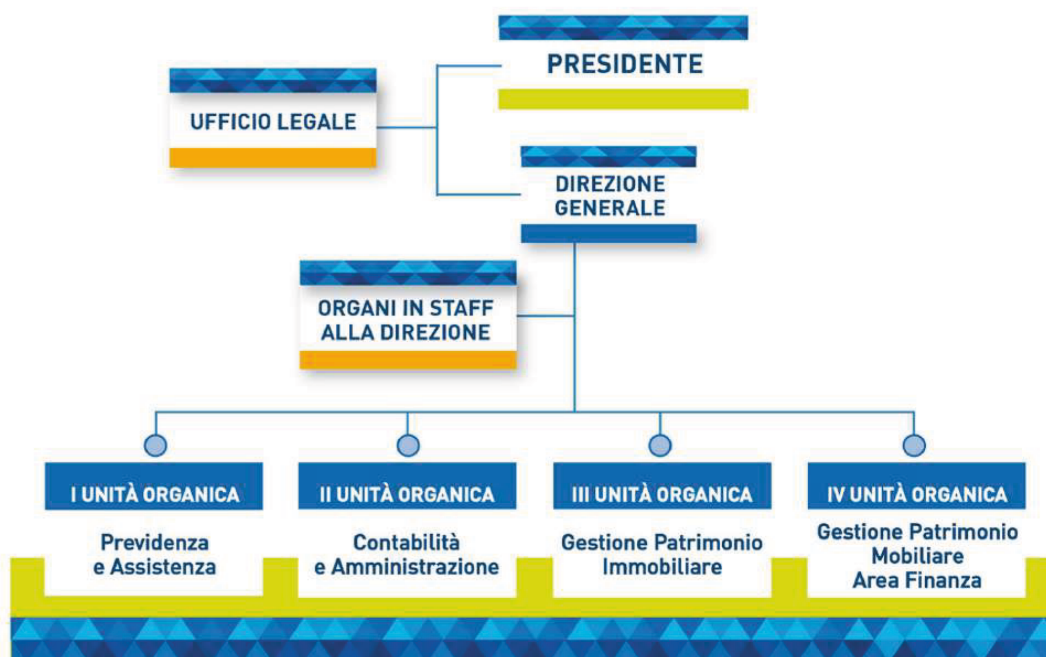 PRESIDENTE
UFFICIO LEGALE
DIREZIONE
GENERALE
ORGANI IN STAFF
ALLA DIREZIONE
I UNITÀ ORGANICA
Previdenza
e Assistenza
II UNITÀ ORGANICA
Contabilità
e Amministrazione
III UNITÀ ORGANICA
Gestione Patrimonio
Immobiliare
IV UNITÀ ORGANICA
Gestione Patrimonio
Mobiliare
Area Finanza